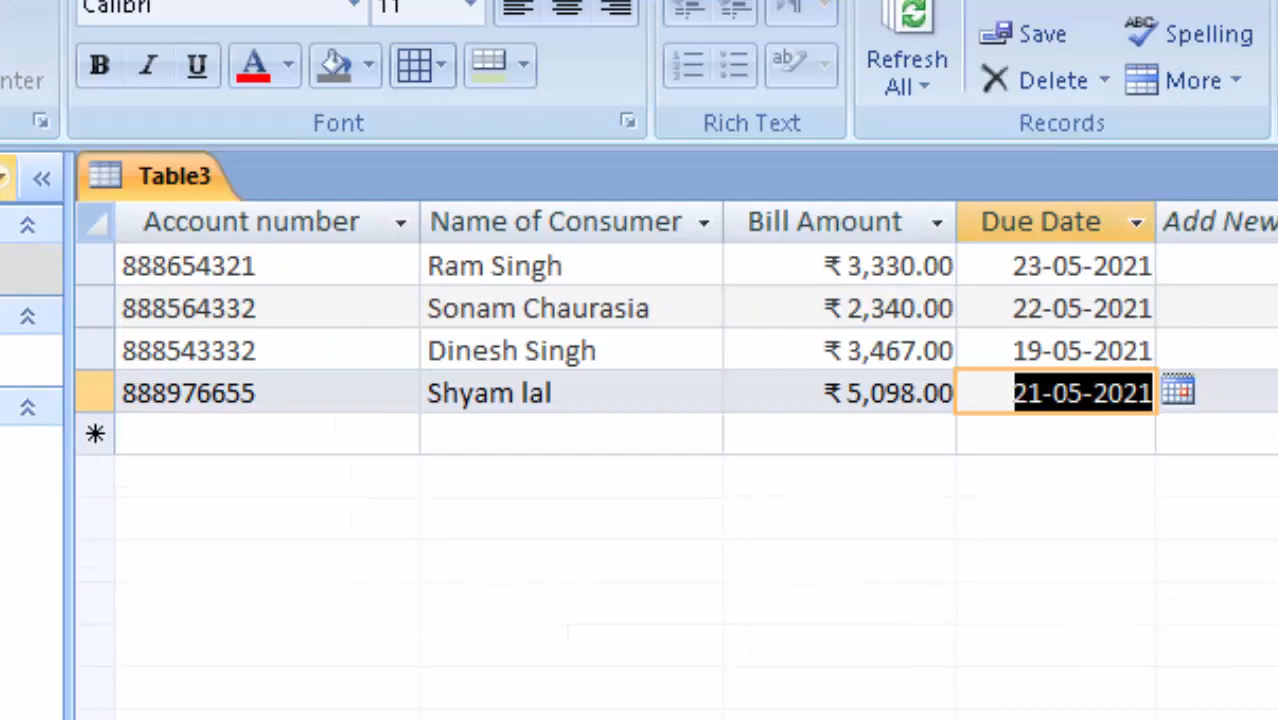 Calibri 11
B I U A ab
Refresh All
Save
Delete
ABC Spelling
More
nter
Font
Rich Text
Records
Table3
Account number Name of Consumer Bill Amount Due Date Add New
888654321 Ram Singh ₹ 3,330.00 23-05-2021
888564332 Sonam Chaurasia ₹ 2,340.00 22-05-2021
888543332 Dinesh Singh ₹ 3,467.00 19-05-2021
888976655 Shyam lal ₹ 5,098.00 21-05-2021